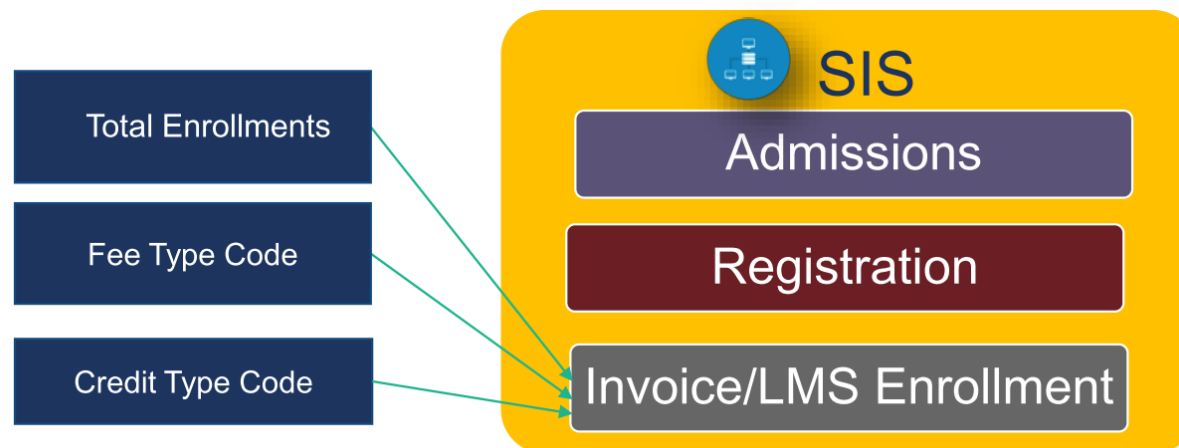 SIS
Total Enrollments
Admissions
Fee Type Code
Registration
Credit Type Code
Invoice/LMS Enrollment